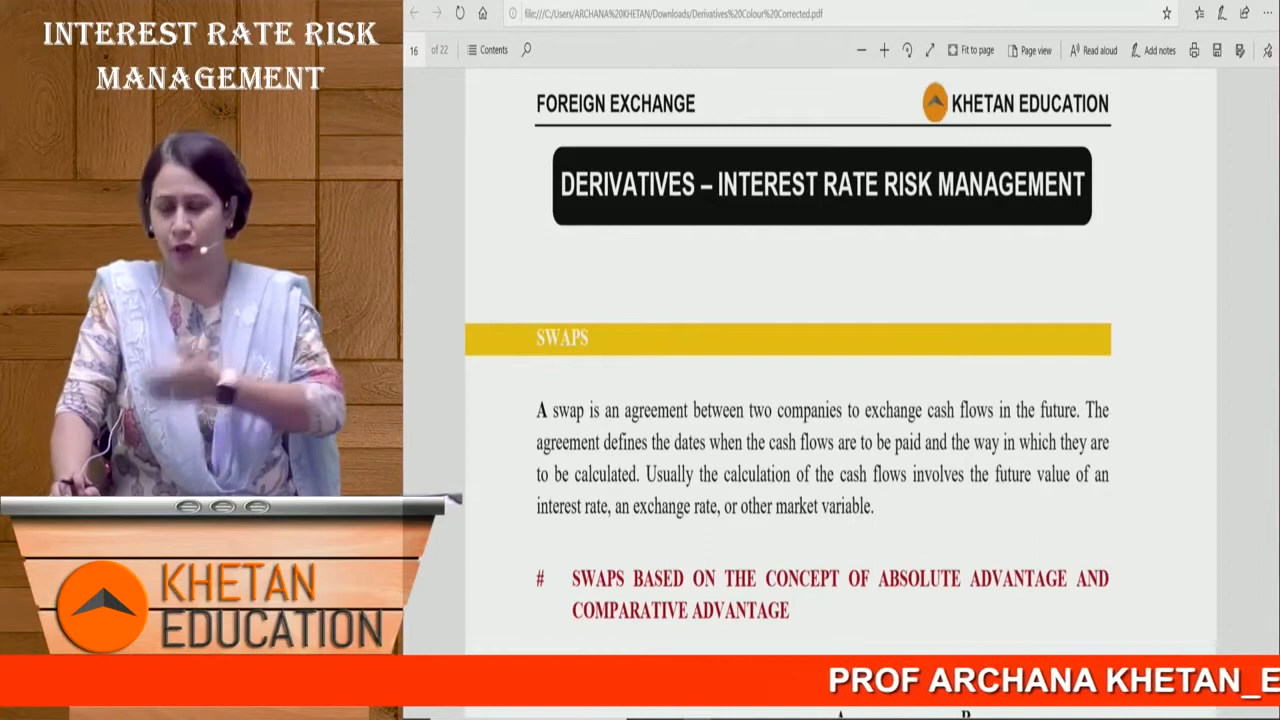 INTEREST RATE RISK
MANAGEMENT
file:///C:/Users/ARCHANA%20KHETAN/Downloads/Derivatives%20Colour%20Corrected.pdf
16 of 22 Contents Fit to page Page view Read aloud Add notes
FOREIGN EXCHANGE KHETAN EDUCATION
DERIVATIVES – INTEREST RATE RISK MANAGEMENT
SWAPS
A swap is an agreement between two companies to exchange cash flows in the future. The
agreement defines the dates when the cash flows are to be paid and the way in which they are
to be calculated. Usually the calculation of the cash flows involves the future value of an
interest rate, an exchange rate, or other market variable.
# SWAPS BASED ON THE CONCEPT OF ABSOLUTE ADVANTAGE AND
COMPARATIVE ADVANTAGE
KHETAN
EDUCATION
PROF ARCHANA KHETAN_E